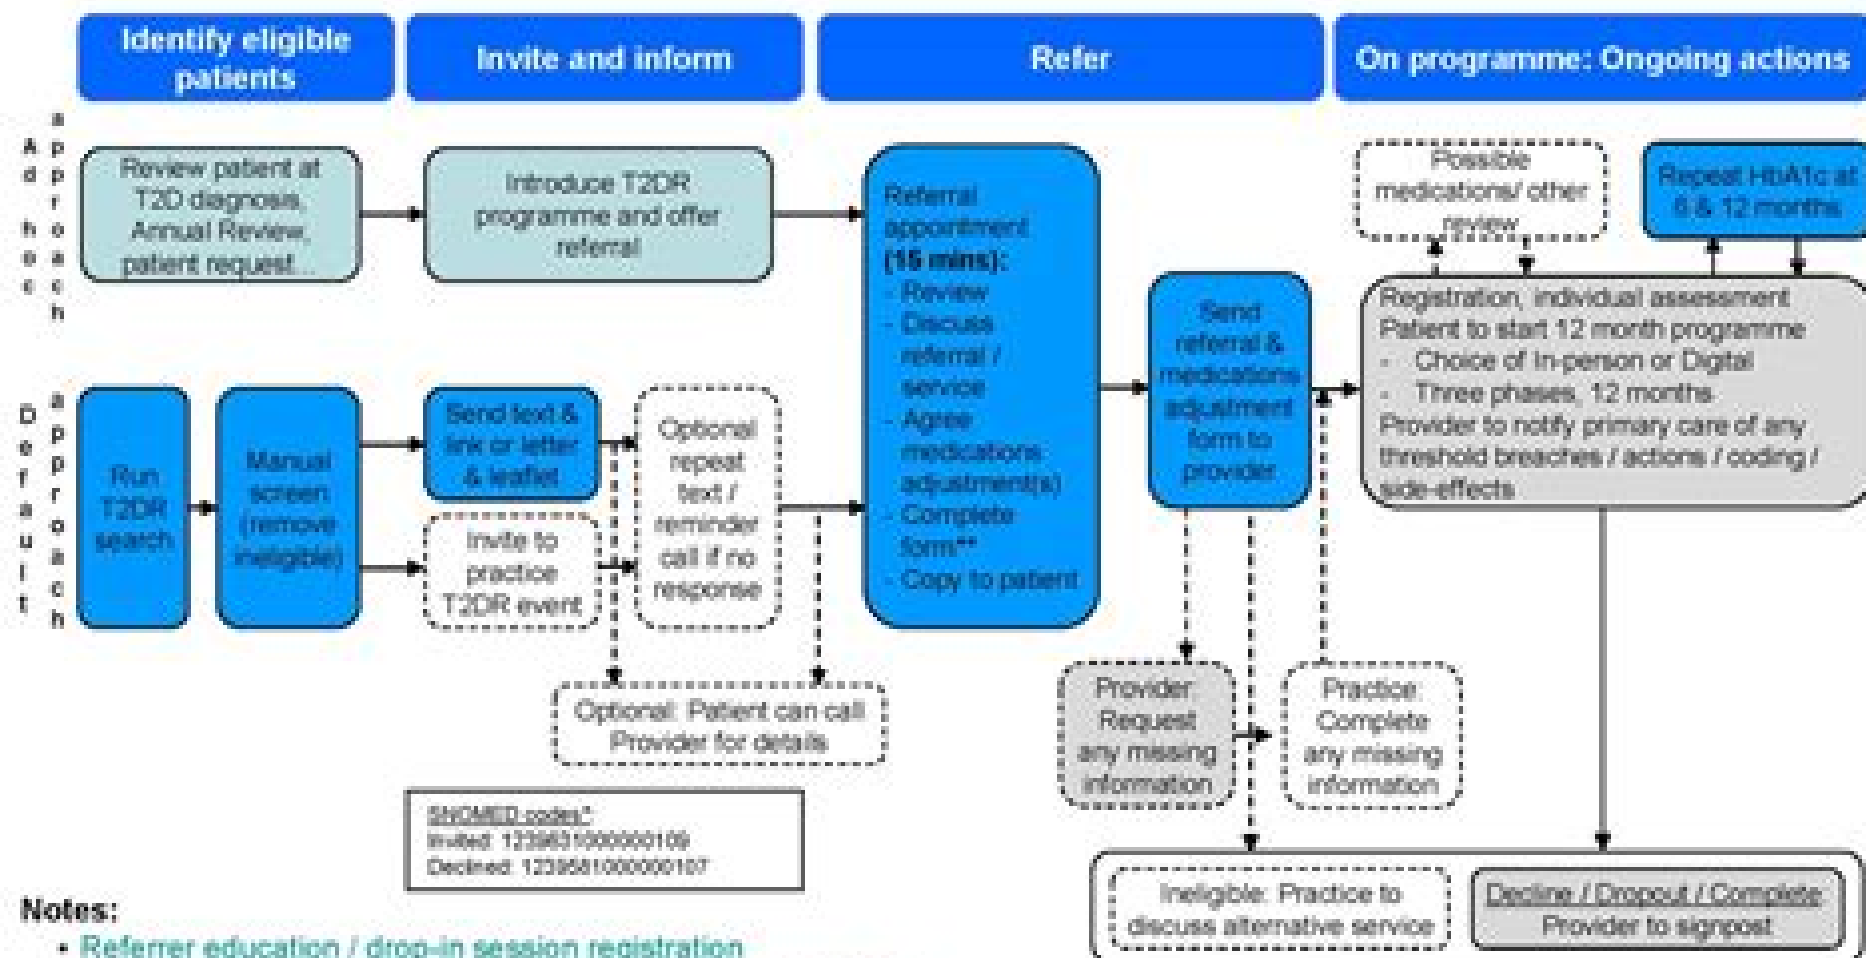 Identify eligible
patients
Invite and inform
Refer
On programme: Ongoing actions
Ad hoc
approach
Review patient at
T2D diagnosis,
Annual Review,
patient request...
Introduce T2DR
programme and offer
referral
Referral
appointment
(15 mins):
- Review
- Discuss
referral /
service
- Agree
medications
adjustment(s)
- Complete
form**
- Copy to patient
Possible
medications/ other
review
Repeat HbA1c at
6 & 12 months
Send
referral &
medications
adjustment
form to
provider
Registration, individual assessment
Patient to start 12 month programme
- Choice of In-person or Digital
- Three phases, 12 months
Provider to notify primary care of any
threshold breaches / actions / coding /
side-effects
Default
approach
Run
T2DR
search
Manual
screen
(remove
ineligible)
Send text &
link or letter
& leaflet
Invite to
practice
T2DR event
Optional
repeat
text /
reminder
call if no
response
Optional: Patient can call
Provider for details
Provider:
Request
any missing
information
Practice:
Complete
any missing
information
SNOMED codes*:
Invited: 1239631000000109
Declined: 1239581000000107
Ineligible: Practice to
discuss alternative service
Decline / Dropout / Complete
Provider to signpost
Notes:
• Referrer education / drop-in session registration